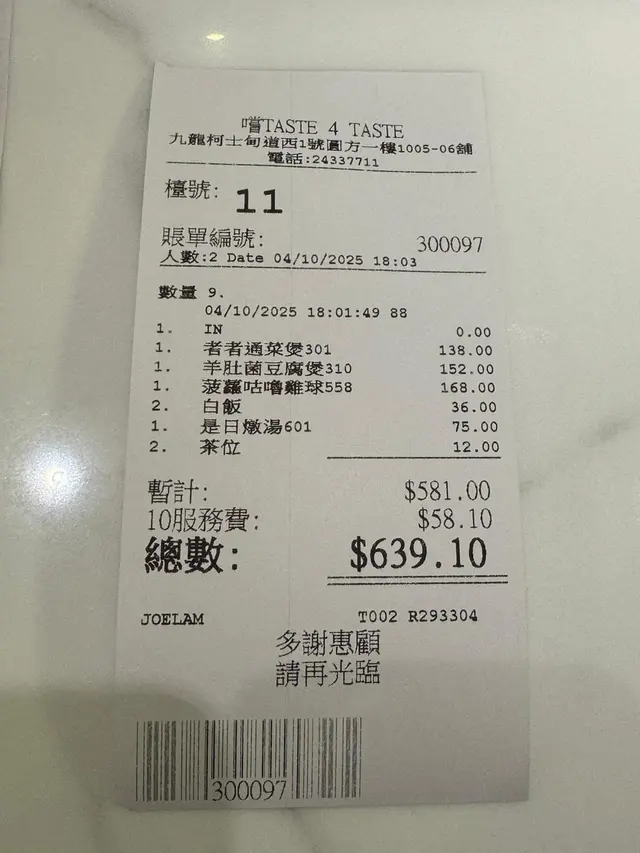 嚐TASTE 4 TASTE
九龍柯士甸道西1號圓方一樓1005-06舖
電話:24337711
檯號: 11
賬單編號: 300097
人數:2 Date 04/10/2025 18:03
數量 9.
04/10/2025 18:01:49 88
1. IN 0.00
1. 者者通菜煲301 138.00
1. 羊肚菌豆腐煲310 152.00
1. 菠蘿咕嚕雞球558 168.00
2. 白飯 36.00
1. 是日燉湯601 75.00
2. 茶位 12.00
暫計: $581.00
10服務費: $58.10
總數: $639.10
JOELAM T002 R293304
多謝惠顧
請再光臨
300097